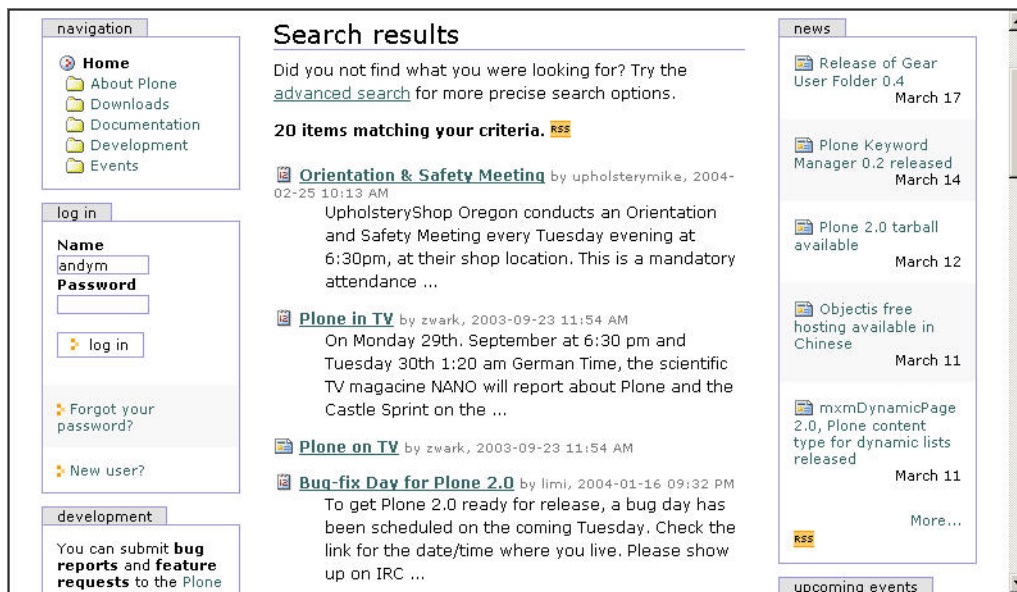 navigation
Home
About Plone
Downloads
Documentation
Development
Events
log in
Name
andym
Password
log in
Forgot your
password?
New user?
development
You can submit bug
reports and feature
requests to the Plone
Search results
Did you not find what you were looking for? Try the
advanced search for more precise search options.
20 items matching your criteria. RSS
Orientation & Safety Meeting by upholsterymike, 2004-
02-25 10:13 AM
UpholsteryShop Oregon conducts an Orientation
and Safety Meeting every Tuesday evening at
6:30pm, at their shop location. This is a mandatory
attendance ...
Plone in TV by zwark, 2003-09-23 11:54 AM
On Monday 29th. September at 6:30 pm and
Tuesday 30th 1:20 am German Time, the scientific
TV magacine NANO will report about Plone and the
Castle Sprint on the ...
Plone on TV by zwark, 2003-09-23 11:54 AM
Bug-fix Day for Plone 2.0 by limi, 2004-01-16 09:32 PM
To get Plone 2.0 ready for release, a bug day has
been scheduled on the coming Tuesday. Check the
link for the date/time where you live. Please show
up on IRC ...
news
Release of Gear
User Folder 0.4
March 17
Plone Keyword
Manager 0.2 released
March 14
Plone 2.0 tarball
available
March 12
Objectis free
hosting available in
Chinese
March 11
mxmDynamicPage
2.0, Plone content
type for dynamic lists
released
March 11
More...
RSS
upcoming events